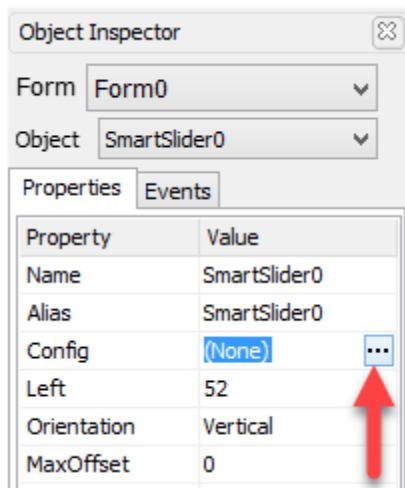 Object Inspector
Form Form0
Object SmartSlider0
Properties Events
Property Value
Name SmartSlider0
Alias SmartSlider0
Config (None) ...
Left 52
Orientation Vertical
MaxOffset 0